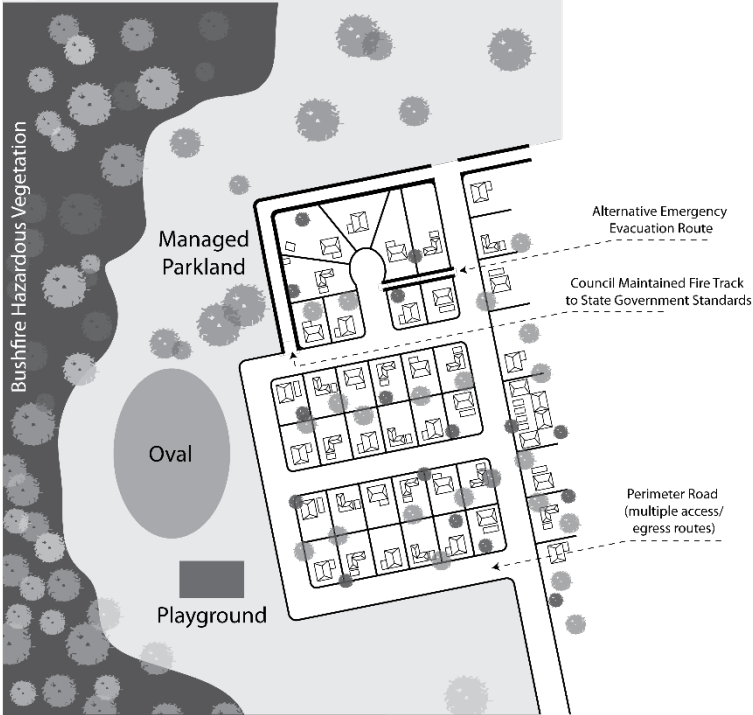 Bushfire Hazardous Vegetation
Managed
Parkland
Alternative Emergency
Evacuation Route
Council Maintained Fire Track
to State Government Standards
Oval
Perimeter Road
(multiple access/
egress routes)
Playground